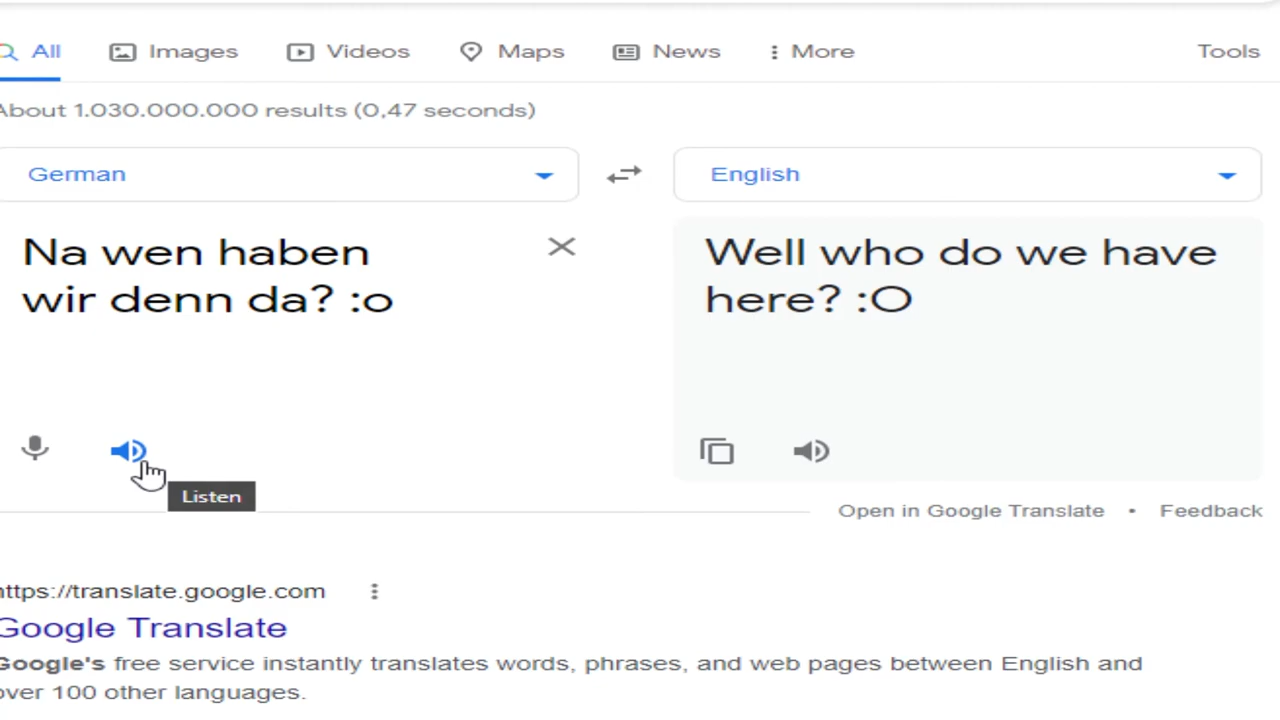 All Images Videos Maps News More Tools
About 1.030.000.000 results (0,47 seconds)
German English
Na wen haben
wir denn da? :o
Well who do we have
here? :O
Listen
Open in Google Translate • Feedback
https://translate.google.com
Google Translate
Google's free service instantly translates words, phrases, and web pages between English and
over 100 other languages.